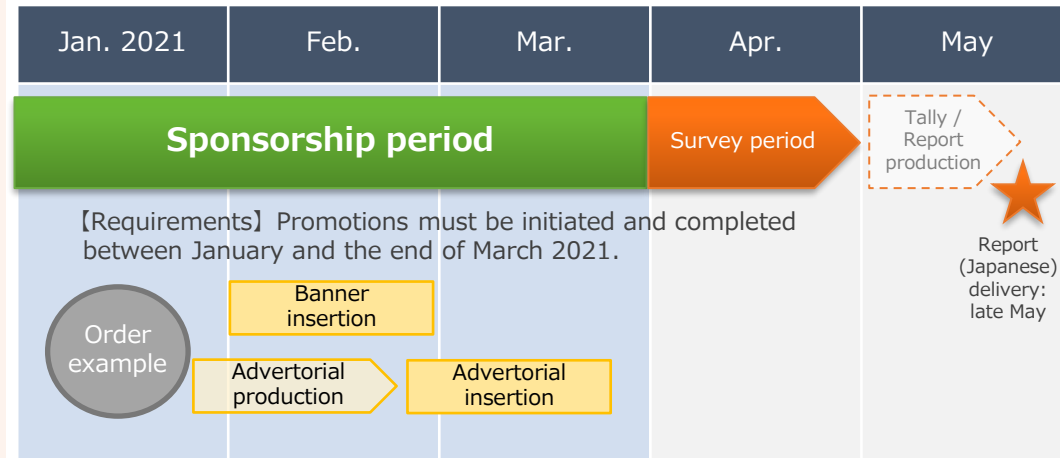 Jan. 2021
Feb.
Mar.
Apr.
May
Sponsorship period
Survey period
Tally /
Report
production
【Requirements】Promotions must be initiated and completed
between January and the end of March 2021.
Report
(Japanese)
delivery:
late May
Order
example
Banner
insertion
Advertorial
production
Advertorial
insertion